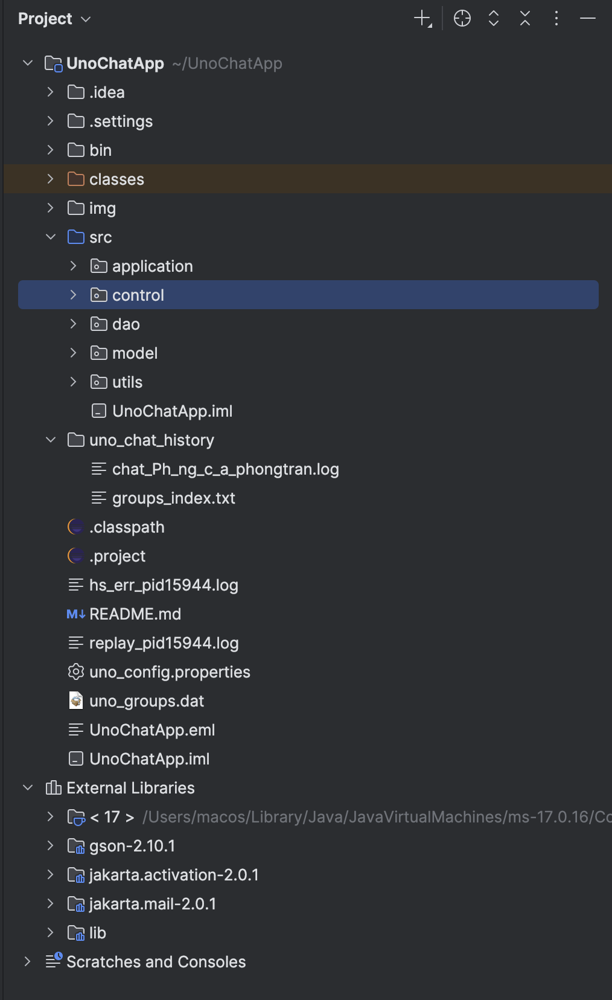 Project
UnoChatApp ~/UnoChatApp
.idea
.settings
bin
classes
img
src
application
control
dao
model
utils
UnoChatApp.iml
uno_chat_history
chat_Ph_ng_c_a_phongtran.log
groups_index.txt
.classpath
.project
hs_err_pid15944.log
M↓ README.md
replay_pid15944.log
uno_config.properties
uno_groups.dat
UnoChatApp.eml
UnoChatApp.iml
External Libraries
< 17 > /Users/macos/Library/Java/JavaVirtualMachines/ms-17.0.16/Co
gson-2.10.1
jakarta.activation-2.0.1
jakarta.mail-2.0.1
lib
Scratches and Consoles